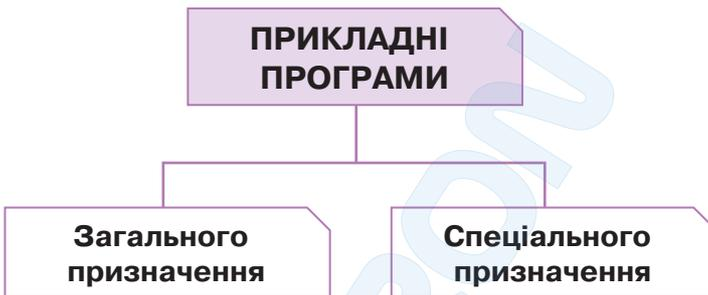 ПРИКЛАДНІ
ПРОГРАМИ
Загального
призначення
Спеціального
призначення